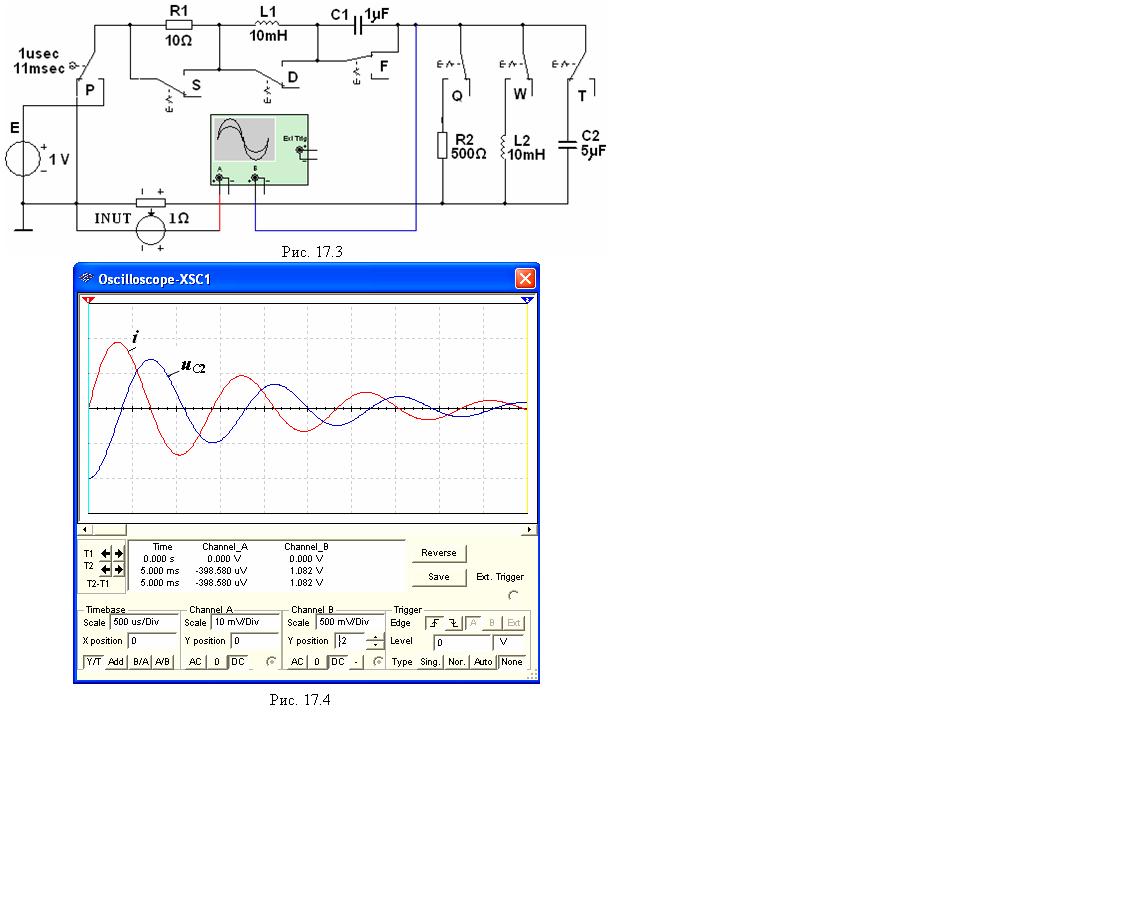 R1
10Ω
L1
10mH
C1
1µF
1usec
11msec
P
S
D
F
E
1 V
Ext Trig
A
B
Q
W
T
R2
500Ω
L2
10mH
C2
5µF
INUT
1Ω
Рис. 17.3
Oscilloscope-XSC1
i
uC2
Time Channel_A Channel_B
T1
0.000 s 0.000 V 0.000 V
T2
5.000 ms -398.580 uV 1.082 V
T2-T1
5.000 ms -398.580 uV 1.082 V
Reverse
Save
Ext. Trigger
Timebase
Scale 500 us/Div
X position 0
Y/T Add B/A A/B
Channel A
Scale 10 mV/Div
Y position 0
AC 0 DC
Channel B
Scale 500 mV/Div
Y position -2
AC 0 DC -
Trigger
Edge A B Ext
Level 0 V
Type Sing. Nor. Auto None
Рис. 17.4